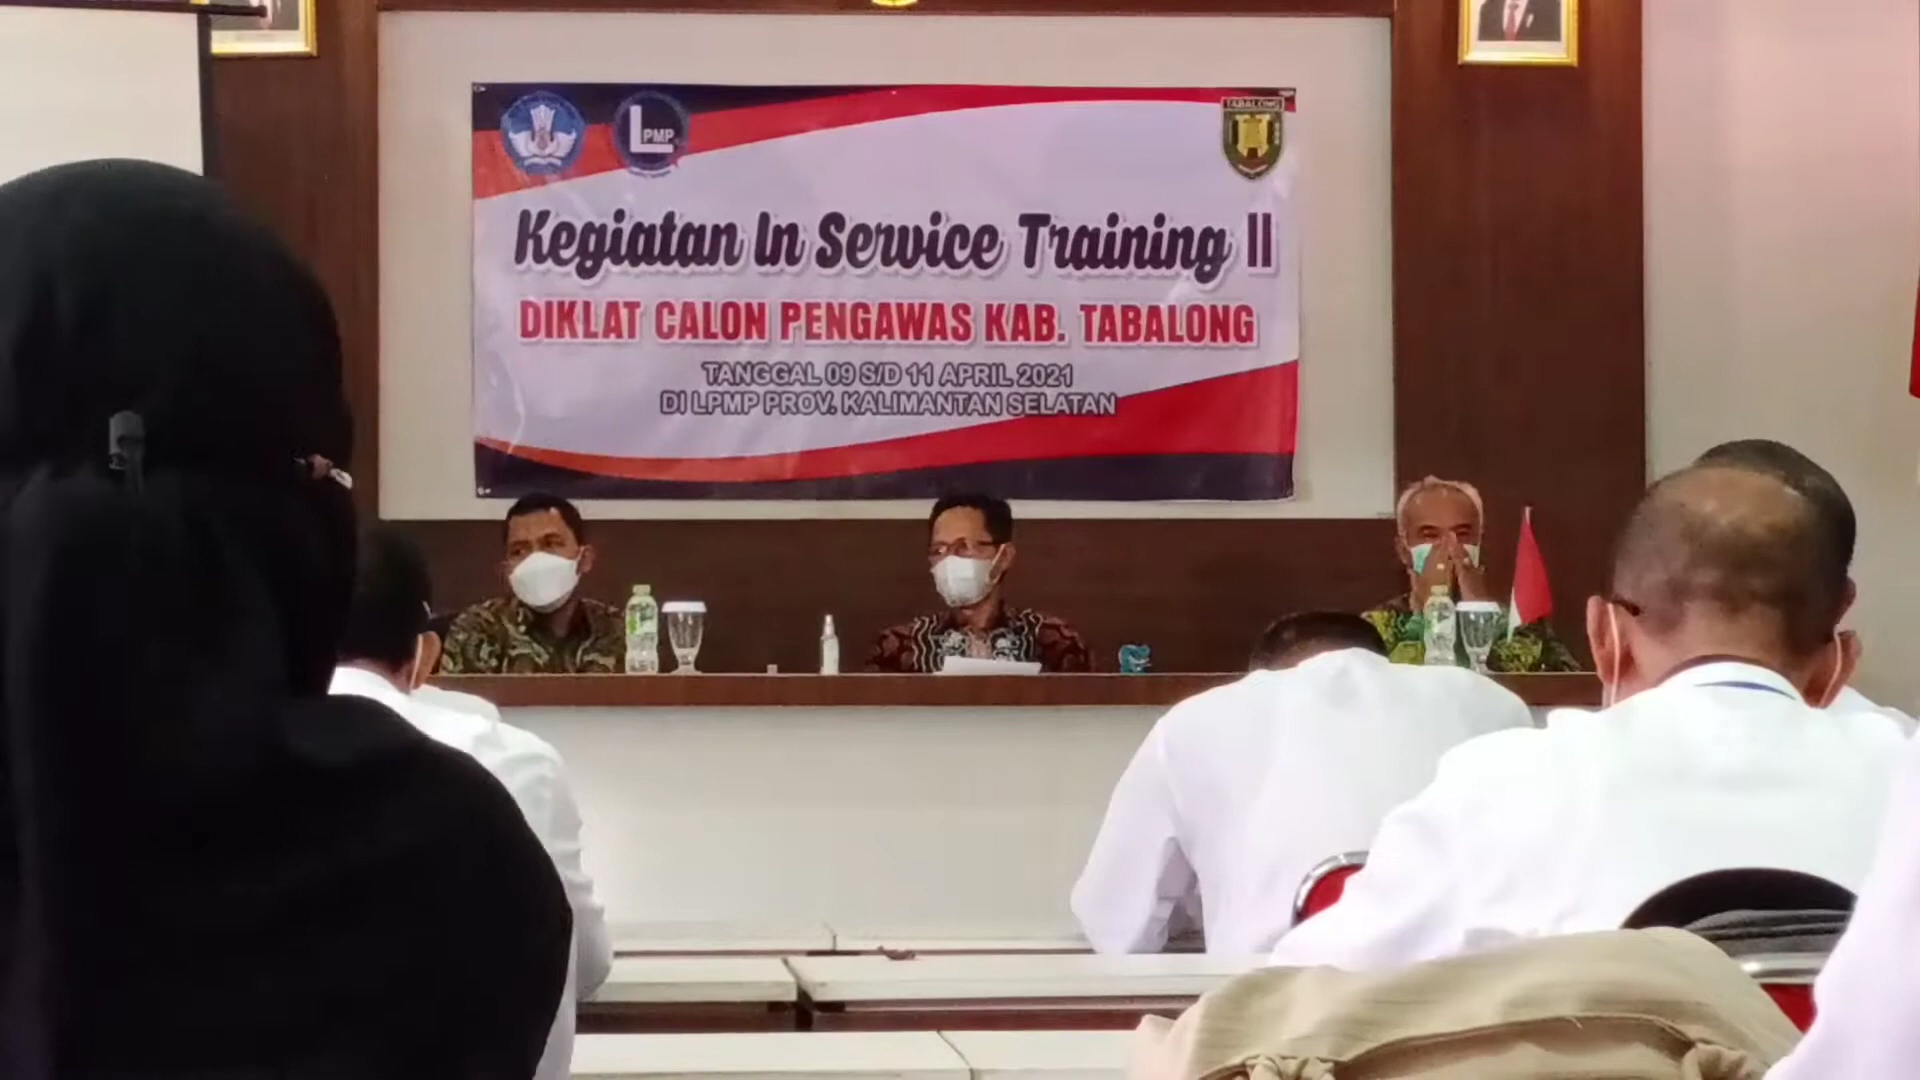 LPMP
TABALONG
Kegiatan In Service Training II
DIKLAT CALON PENGAWAS KAB. TABALONG
TANGGAL 09 S/D 11 APRIL 2021
DI LPMP PROV. KALIMANTAN SELATAN